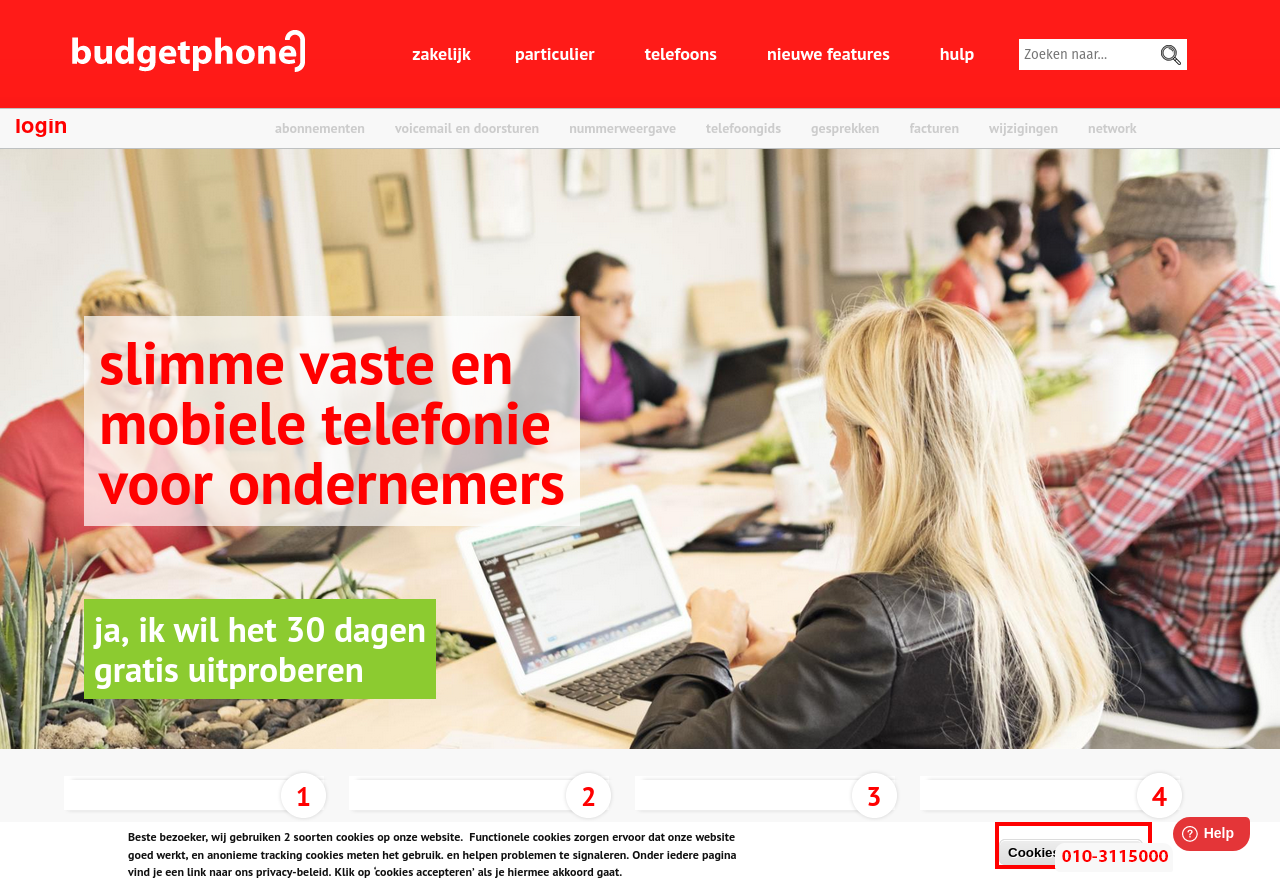 budgetphone
zakelijk particulier telefoons nieuwe features hulp
Zoeken naar...
login
abonnementen voicemail en doorsturen nummerweergave telefoongids gesprekken facturen wijzigingen network
slimme vaste en
mobiele telefonie
voor ondernemers
ja, ik wil het 30 dagen
gratis uitproberen
1 2 3 4
Beste bezoeker, wij gebruiken 2 soorten cookies op onze website. Functionele cookies zorgen ervoor dat onze website
goed werkt, en anonieme tracking cookies meten het gebruik. en helpen problemen te signaleren. Onder iedere pagina
vind je een link naar ons privacy-beleid. Klik op ‘cookies accepteren’ als je hiermee akkoord gaat.
Cookies
010-3115000
Help